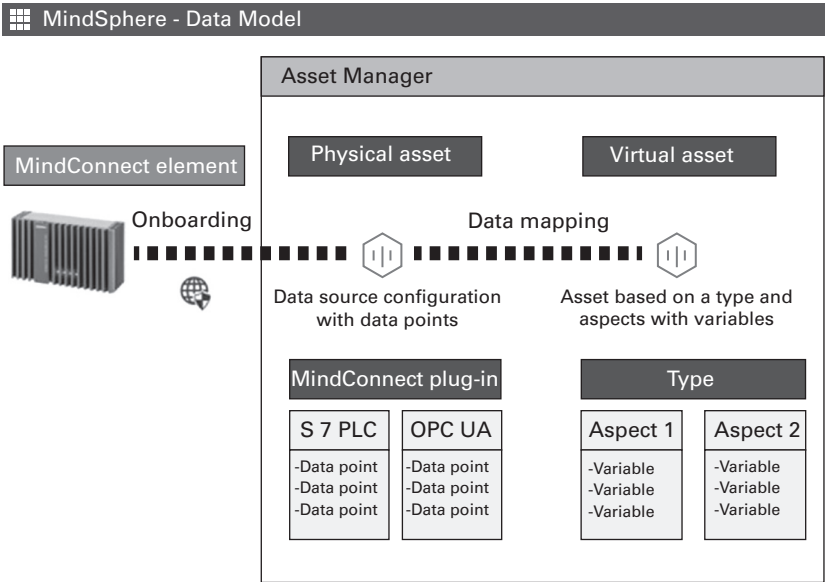 MindSphere - Data Model
Asset Manager
MindConnect element
Physical asset
Virtual asset
Onboarding
Data mapping
Data source configuration
with data points
Asset based on a type and
aspects with variables
MindConnect plug-in
Type
S 7 PLC
OPC UA
Aspect 1
Aspect 2
-Data point
-Data point
-Data point
-Data point
-Data point
-Data point
-Variable
-Variable
-Variable
-Variable
-Variable
-Variable